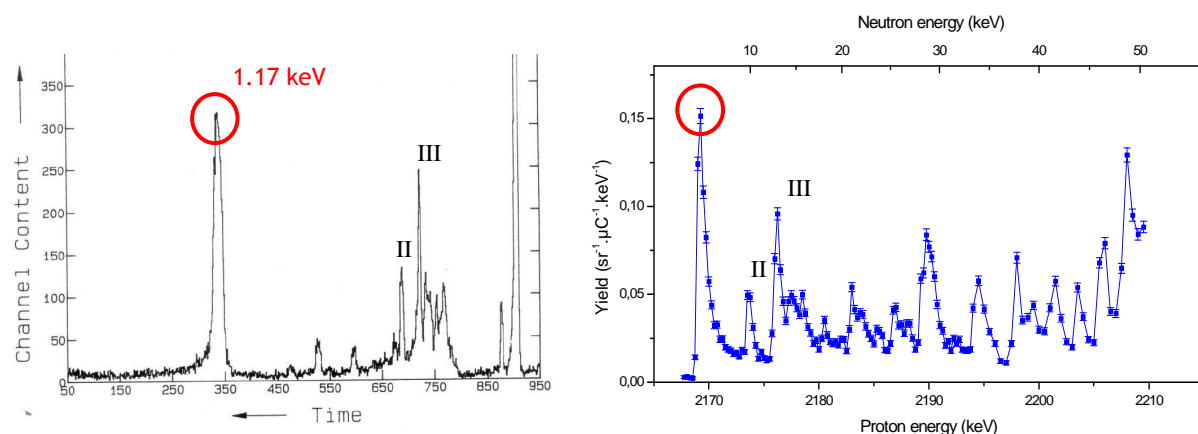 1.17 keV
Channel Content
350
300
250
200
150
100
50
0
III
II
50 150 250 350 450 550 650 750 850 950
Time
Neutron energy (keV)
10 20 30 40 50
Yield (sr⁻¹.µC⁻¹.keV⁻¹)
0,15
0,10
0,05
0,00
III
II
2170 2180 2190 2200 2210
Proton energy (keV)